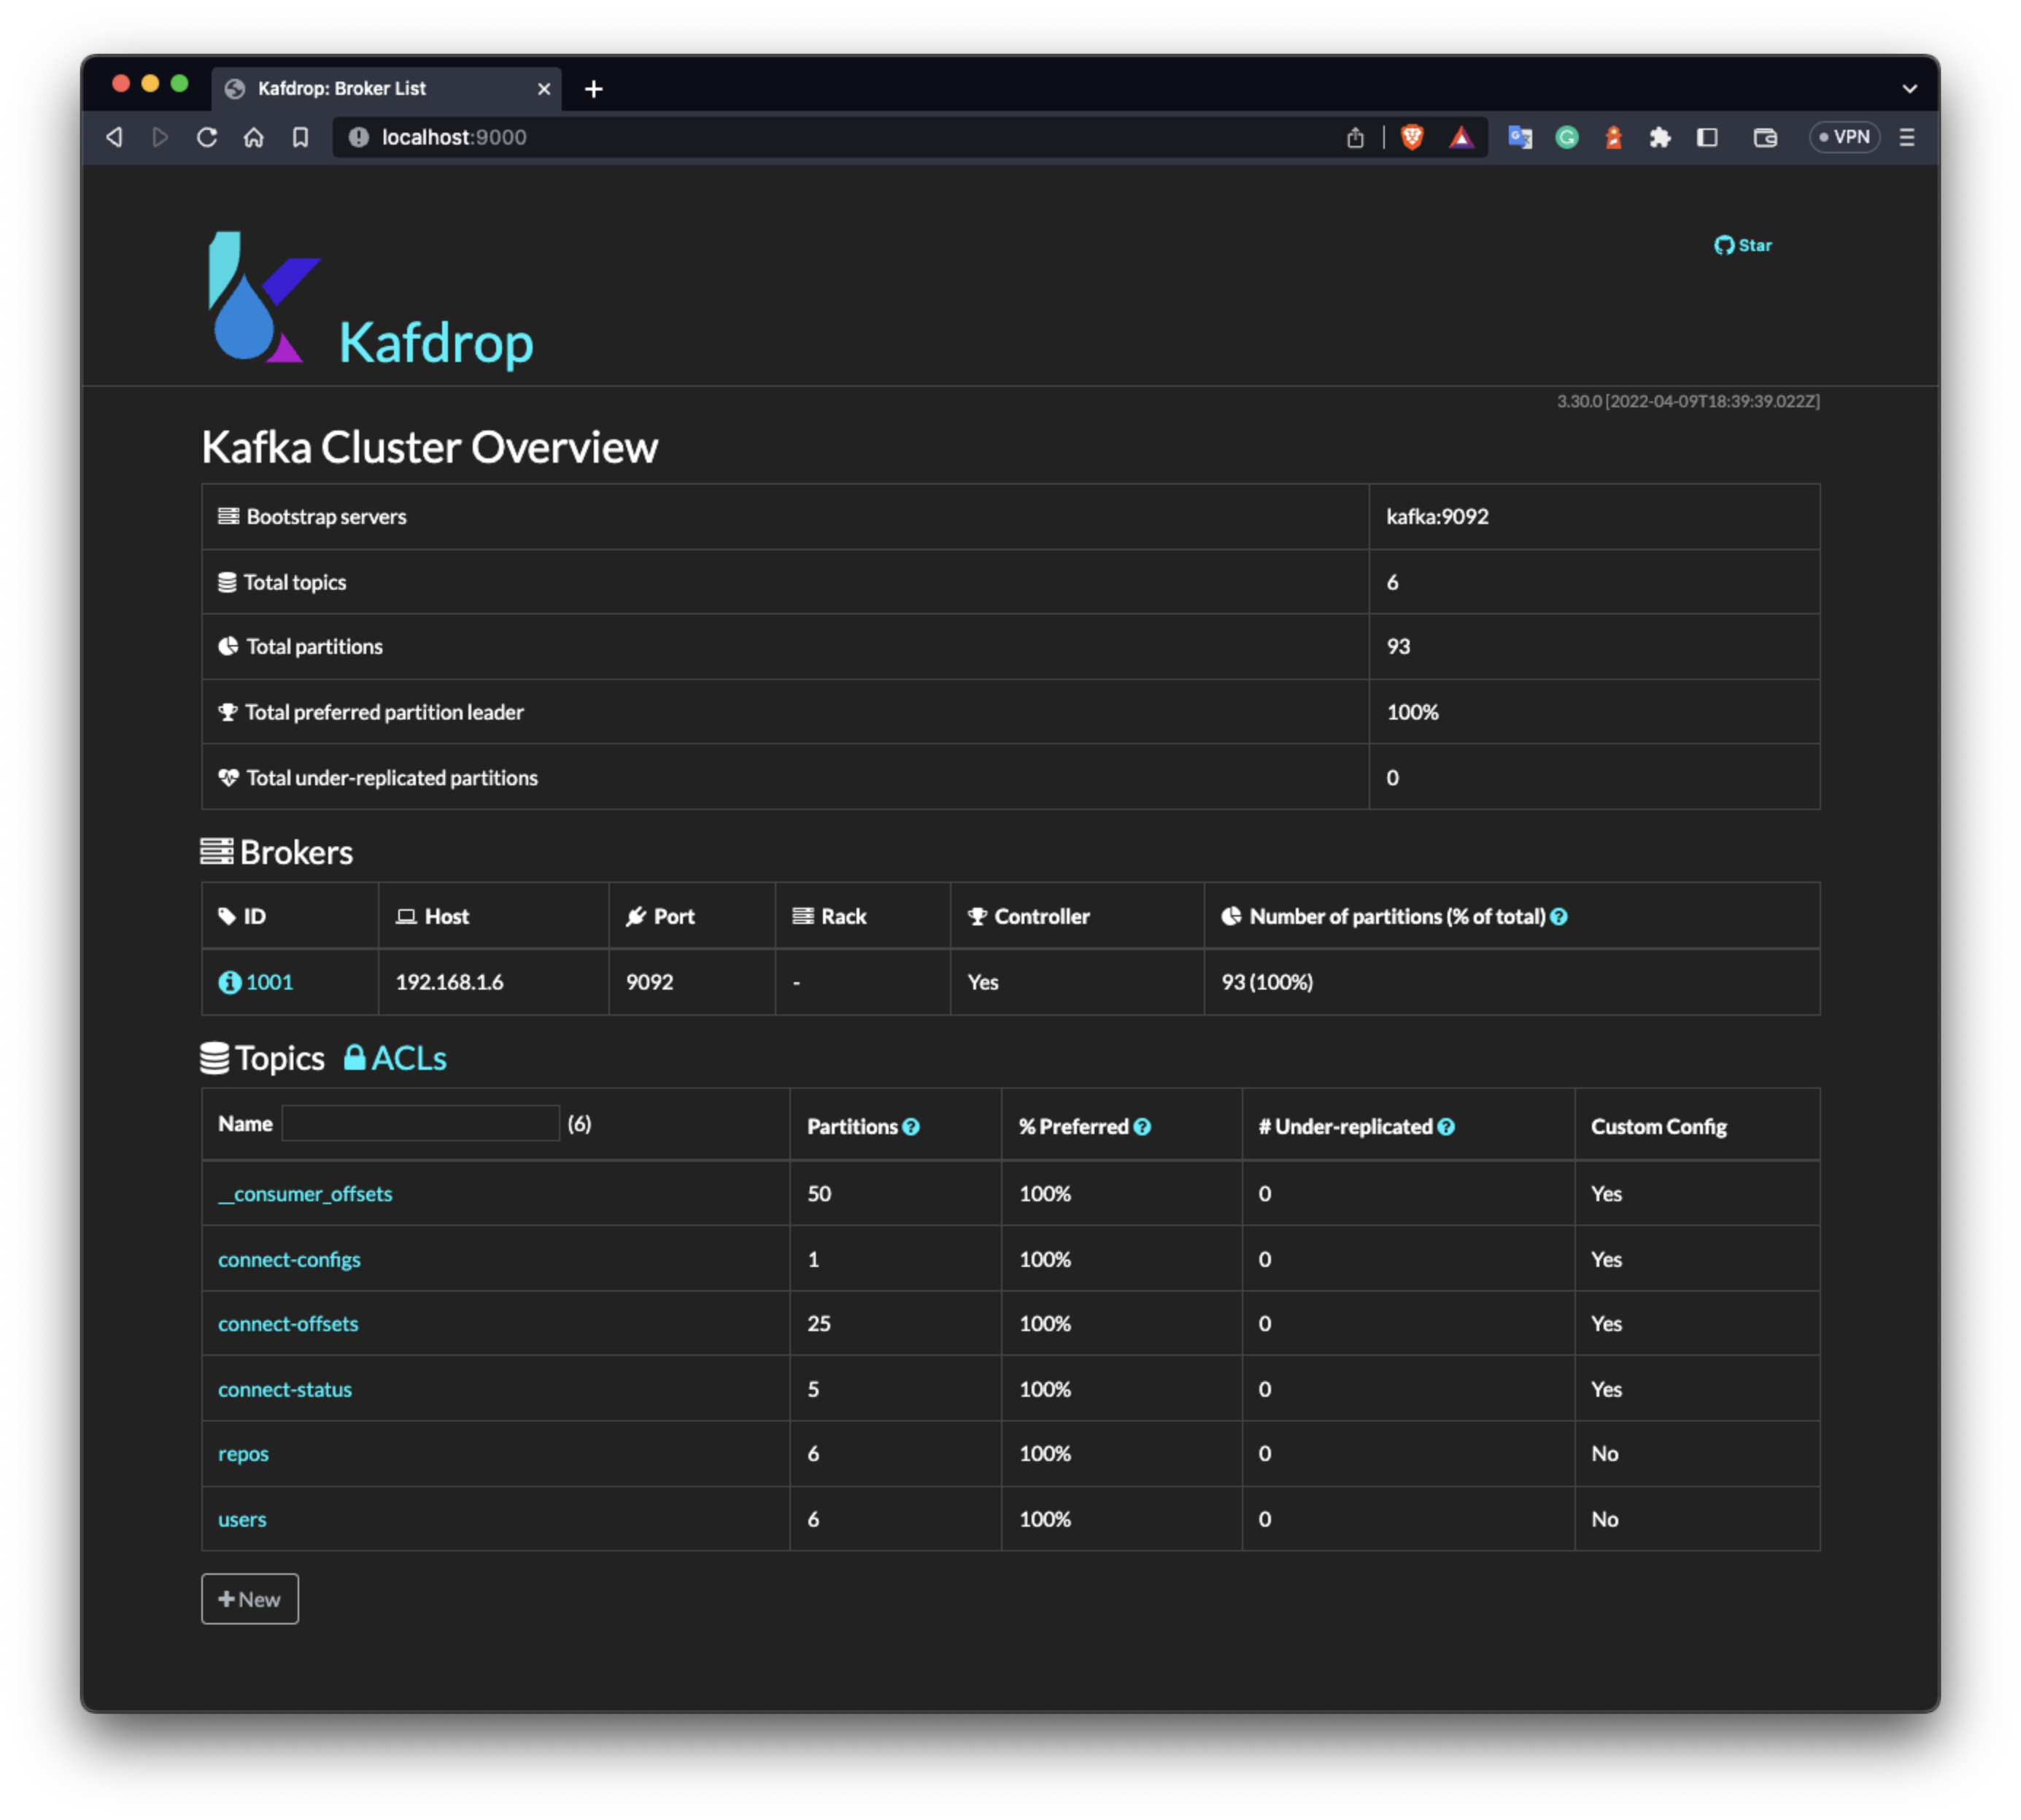 Kafdrop: Broker List
localhost:9000
VPN
Star
Kafdrop
3.30.0 [2022-04-09T18:39:39.022Z]
Kafka Cluster Overview
Bootstrap servers kafka:9092
Total topics 6
Total partitions 93
Total preferred partition leader 100%
Total under-replicated partitions 0
Brokers
ID Host Port Rack Controller Number of partitions (% of total)
1001 192.168.1.6 9092 - Yes 93 (100%)
Topics ACLs
Name (6) Partitions % Preferred # Under-replicated Custom Config
__consumer_offsets 50 100% 0 Yes
connect-configs 1 100% 0 Yes
connect-offsets 25 100% 0 Yes
connect-status 5 100% 0 Yes
repos 6 100% 0 No
users 6 100% 0 No
New